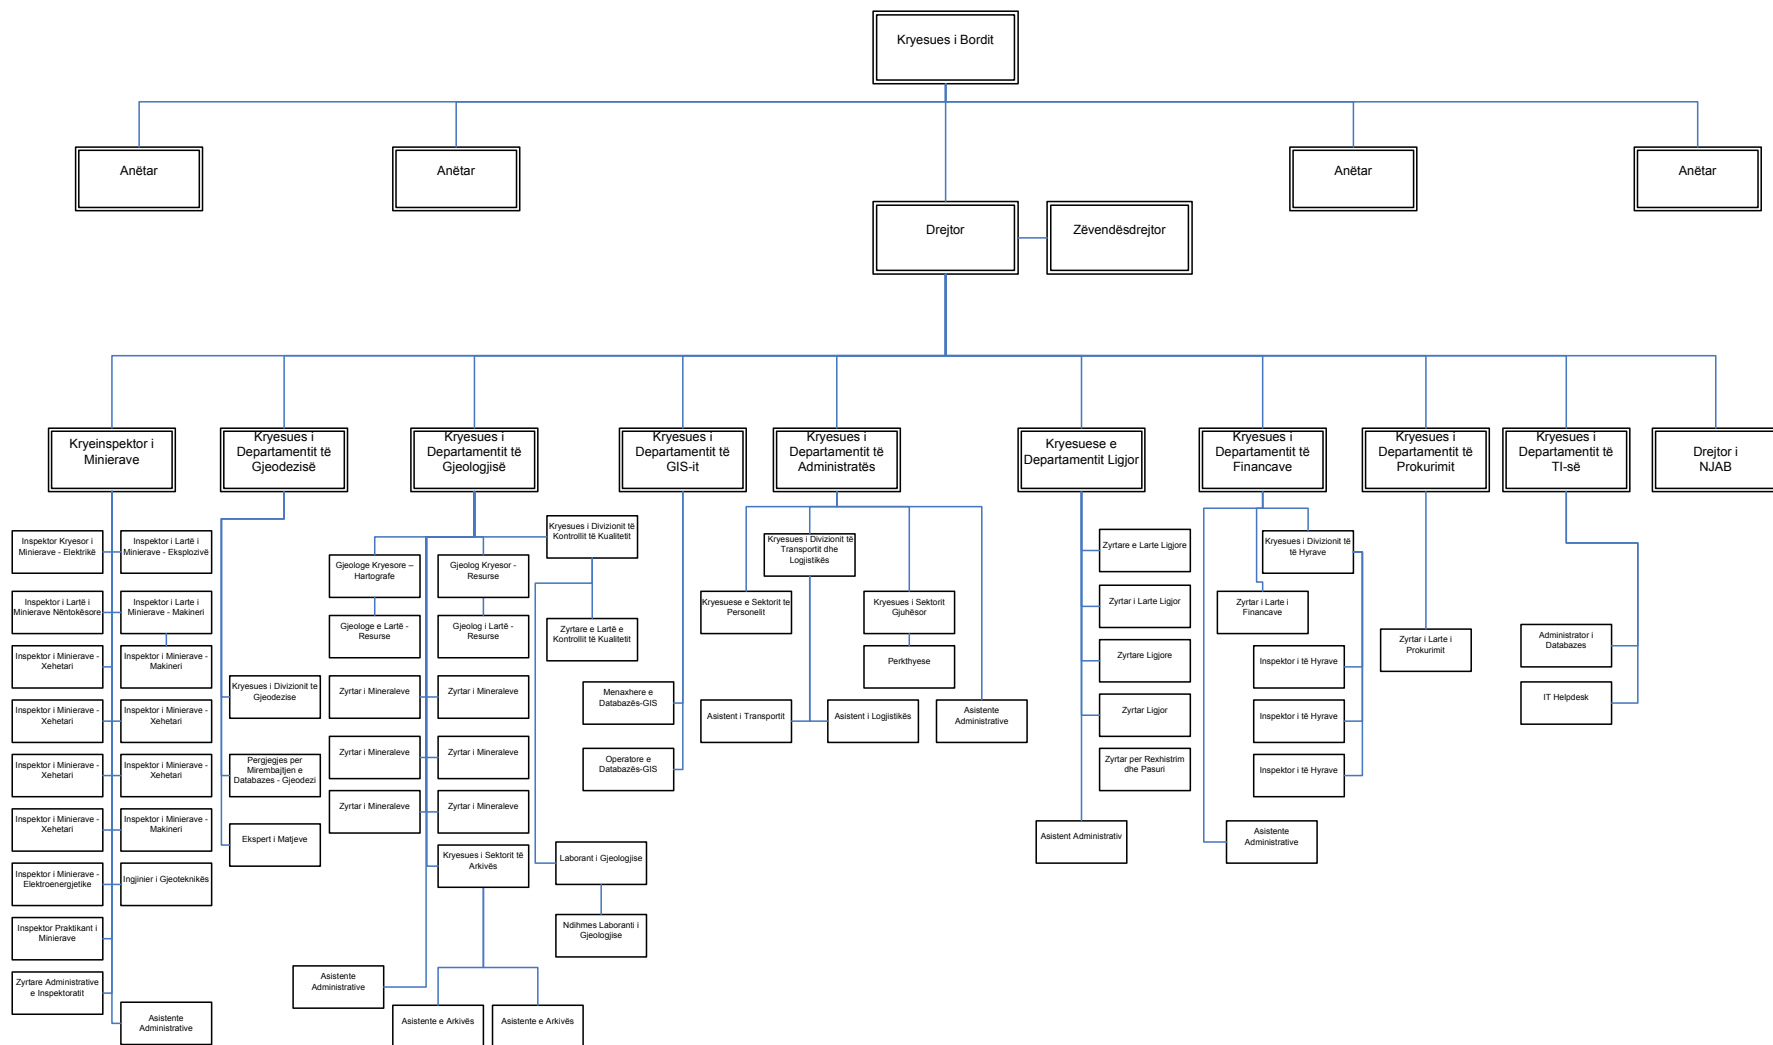 Kryesues i Bordit
Anëtar
Anëtar
Anëtar
Anëtar
Drejtor
Zëvendësdrejtor
Kryeinspektor i
Minierave
Kryesues i
Departamentit të
Gjeodezisë
Kryesues i
Departamentit të
Gjeologjisë
Kryesues i
Departamentit të
GIS-it
Kryesues i
Departamentit të
Administratës
Kryesuese e
Departamentit Ligjor
Kryesues i
Departamentit të
Financave
Kryesues i
Departamentit të
Prokurimit
Kryesues i
Departamentit të
TI-së
Drejtor i
NJAB
Inspektor Kryesor i
Minierave - Elektrikë
Inspektor i Lartë i
Minierave - Eksplozivë
Inspektor i Lartë i
Minierave Nëntokësore
Inspektor i Larte i
Minierave - Makineri
Inspektor i Minierave -
Xehetari
Inspektor i Minierave -
Makineri
Inspektor i Minierave -
Xehetari
Inspektor i Minierave -
Xehetari
Inspektor i Minierave -
Xehetari
Inspektor i Minierave -
Xehetari
Inspektor i Minierave -
Xehetari
Inspektor i Minierave -
Makineri
Inspektor i Minierave -
Elektroenergjetike
Ingjinier i Gjeoteknikës
Inspektor Praktikant i
Minierave
Zyrtare Administrative
e Inspektoratit
Asistente
Administrative
Kryesues i Divizionit te
Gjeodezise
Pergjegjes per
Mirembajtjen e
Databazes - Gjeodezi
Ekspert i Matjeve
Gjeologe Kryesore –
Hartografe
Gjeolog Kryesor -
Resurse
Kryesues i Divizionit të
Kontrollit të Kualitetit
Gjeologe e Lartë -
Resurse
Gjeolog i Lartë -
Resurse
Zyrtare e Lartë e
Kontrollit të Kualitetit
Zyrtar i Mineraleve
Zyrtar i Mineraleve
Zyrtar i Mineraleve
Zyrtar i Mineraleve
Zyrtar i Mineraleve
Zyrtar i Mineraleve
Kryesues i Sektorit të
Arkivës
Laborant i Gjeologjise
Ndihmes Laboranti i
Gjeologjise
Asistente
Administrative
Asistente e Arkivës
Asistente e Arkivës
Menaxhere e
Databazës-GIS
Operatore e
Databazës-GIS
Kryesues i Divizionit të
Transportit dhe
Logjistikës
Kryesuese e Sektorit te
Personelit
Kryesues i Sektorit
Gjuhësor
Perkthyese
Asistent i Transportit
Asistent i Logjistikës
Asistente
Administrative
Zyrtare e Larte Ligjore
Zyrtar i Larte Ligjor
Zyrtare Ligjore
Zyrtar Ligjor
Zyrtar per Rexhistrim
dhe Pasuri
Asistent Administrativ
Kryesues i Divizionit të
të Hyrave
Zyrtar i Larte i
Financave
Inspektor i të Hyrave
Inspektor i të Hyrave
Inspektor i të Hyrave
Asistente
Administrative
Zyrtar i Larte i
Prokurimit
Administrator i
Databazes
IT Helpdesk